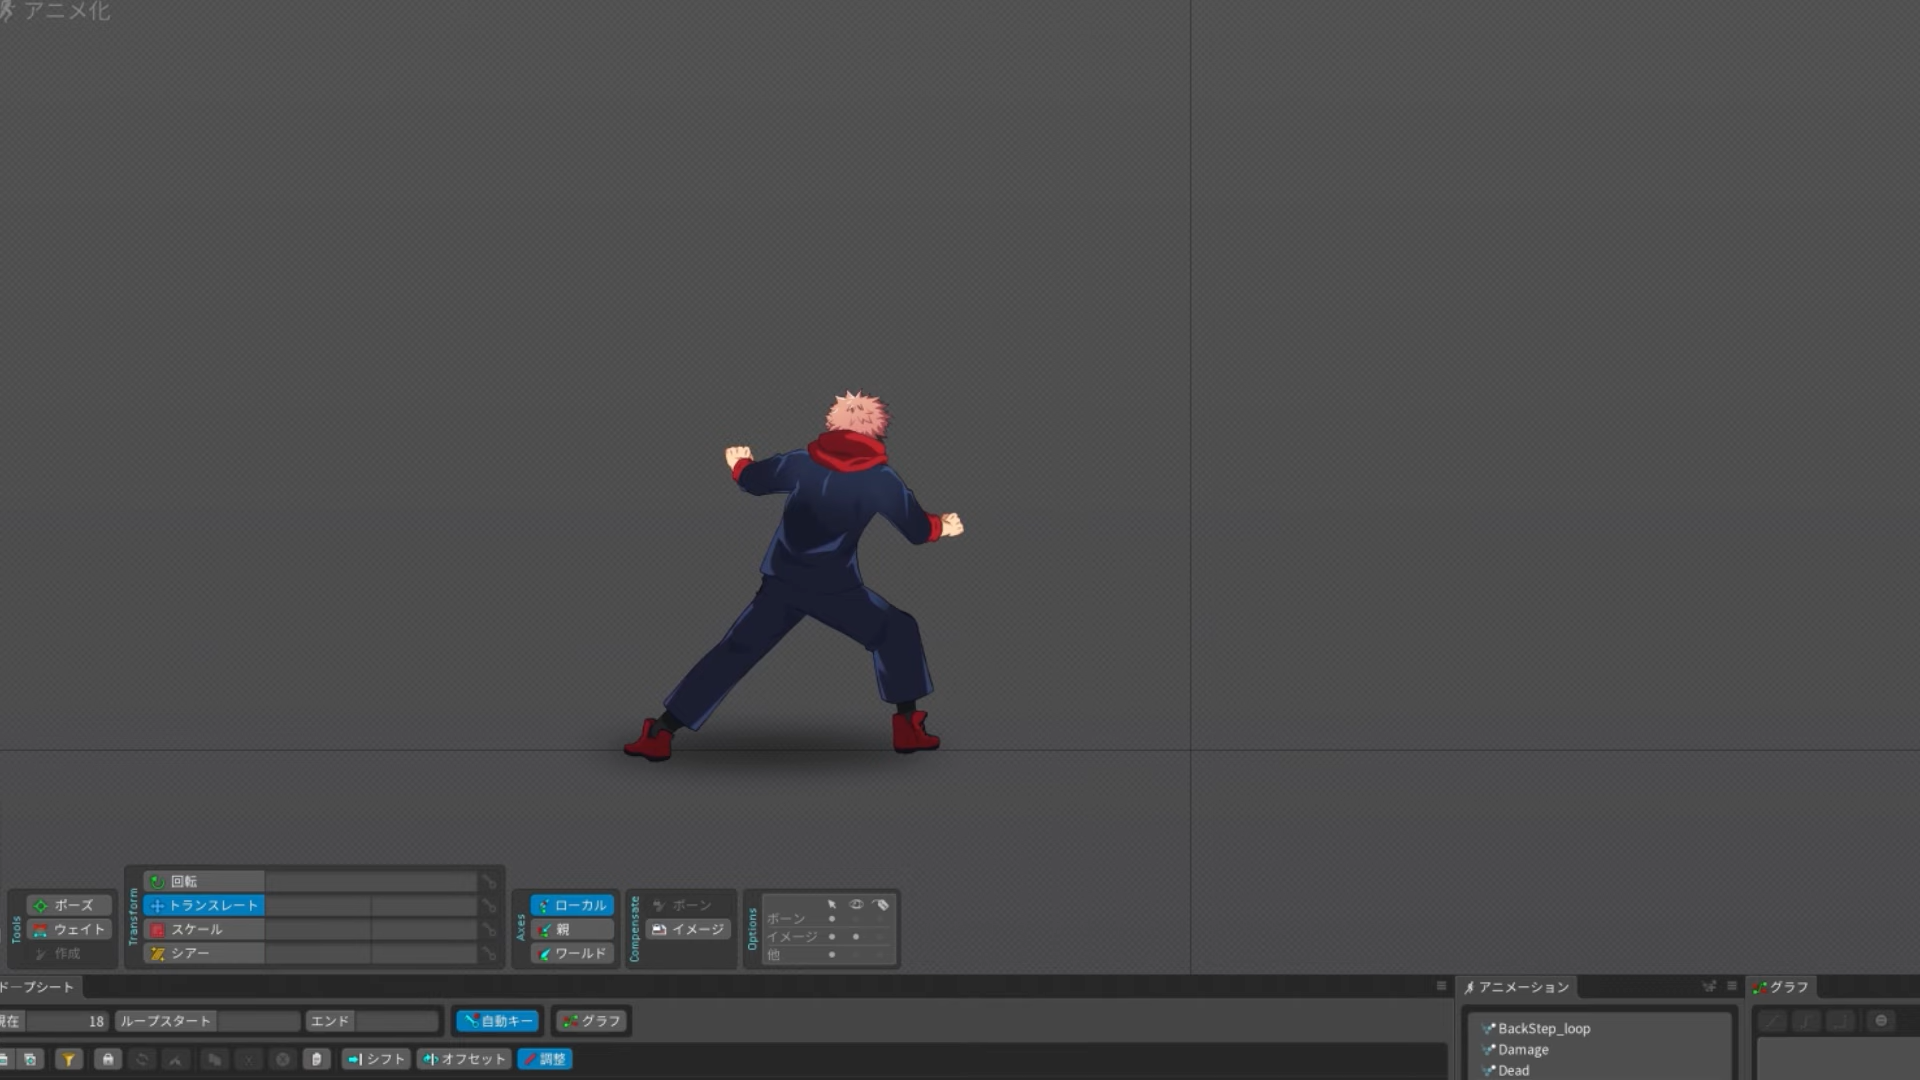 アニメ化
Tools
ポーズ
ウェイト
作成
Transform
回転
トランスレート
スケール
シアー
Axes
ローカル
親
ワールド
Compensate
ボーン
イメージ
Options
ボーン
イメージ
他
ドープシート
現在 18 ループスタート エンド 自動キー グラフ
シフト オフセット 調整
アニメーション
BackStep_loop
Damage
Dead
グラフ